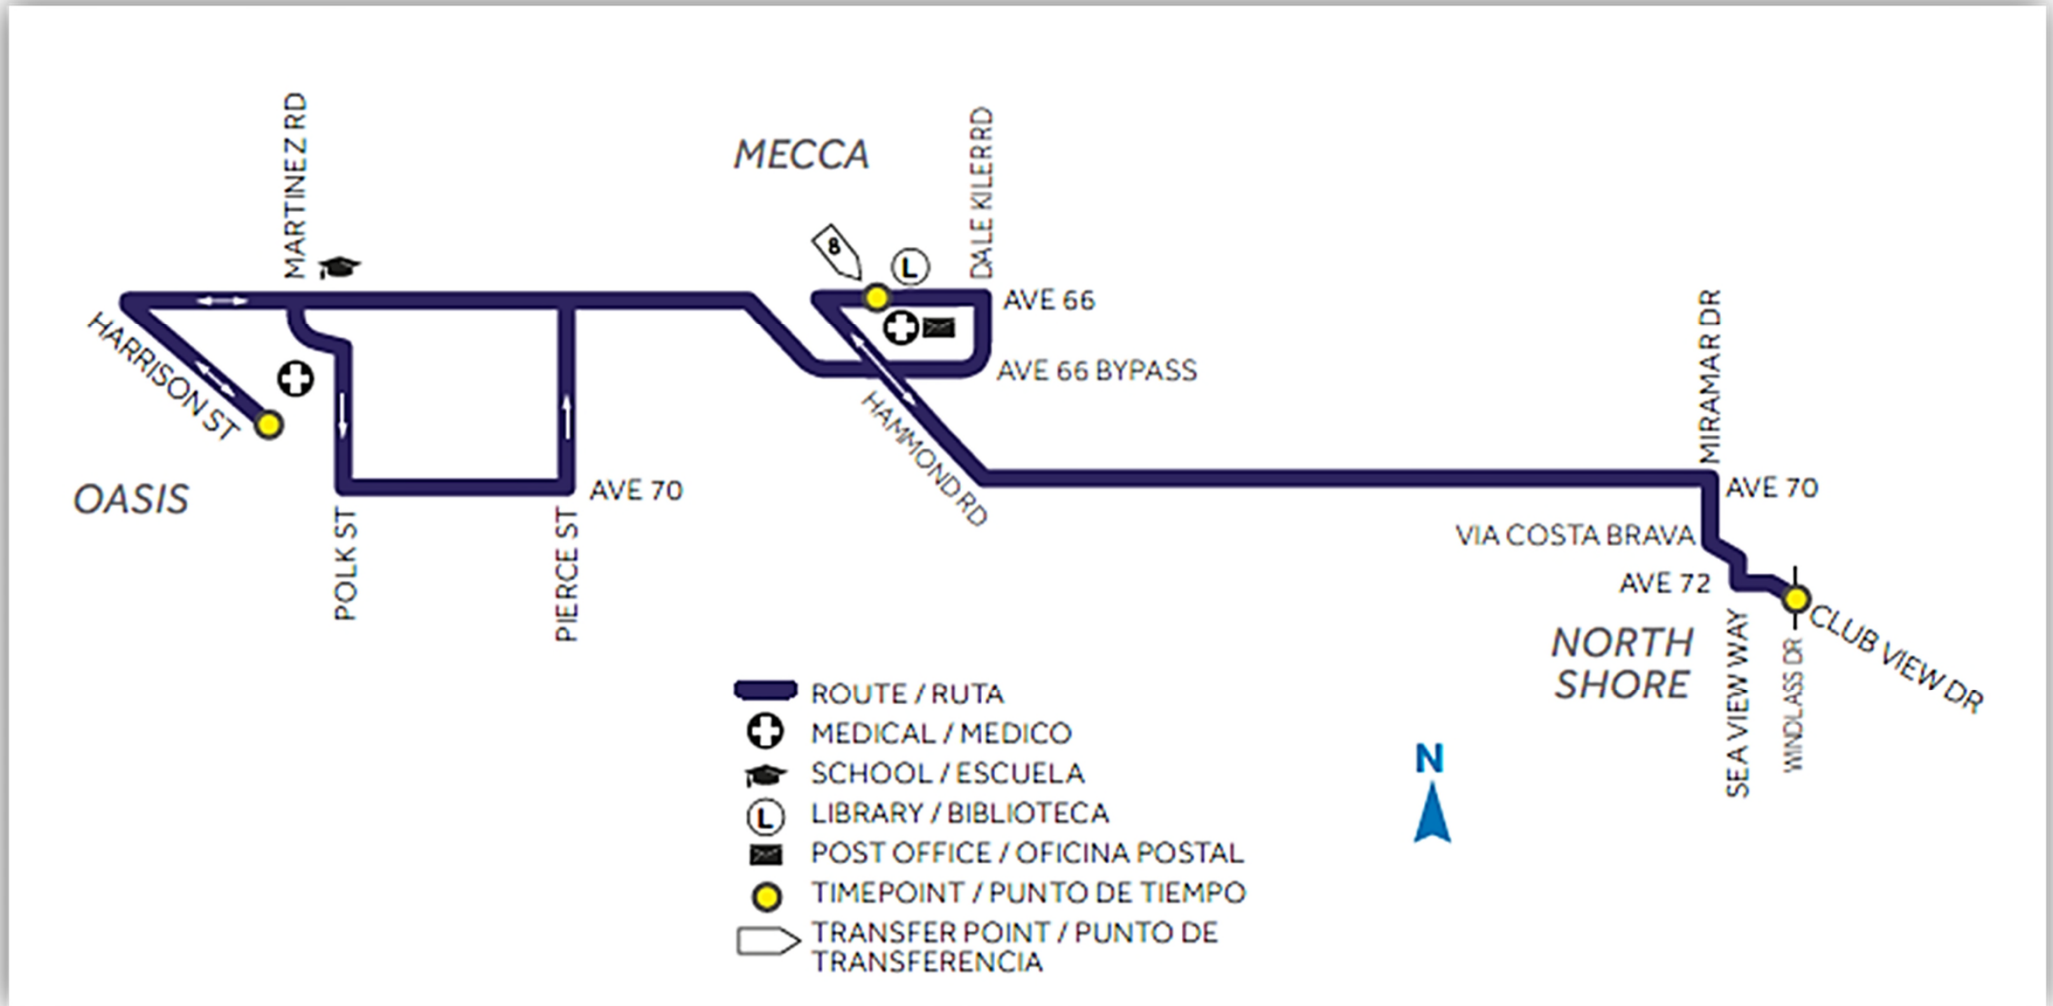 MARTINEZ RD
MECCA
DALE KILER RD
8
L
AVE 66
HARRISON ST
AVE 66 BYPASS
HAMMOND RD
MIRAMAR DR
OASIS
AVE 70
AVE 70
POLK ST
PIERCE ST
VIA COSTA BRAVA
AVE 72
NORTH
SHORE
SEA VIEW WAY
WINDLASS DR
CLUB VIEW DR
ROUTE / RUTA
MEDICAL / MEDICO
SCHOOL / ESCUELA
L LIBRARY / BIBLIOTECA
POST OFFICE / OFICINA POSTAL
TIMEPOINT / PUNTO DE TIEMPO
TRANSFER POINT / PUNTO DE
TRANSFERENCIA
N